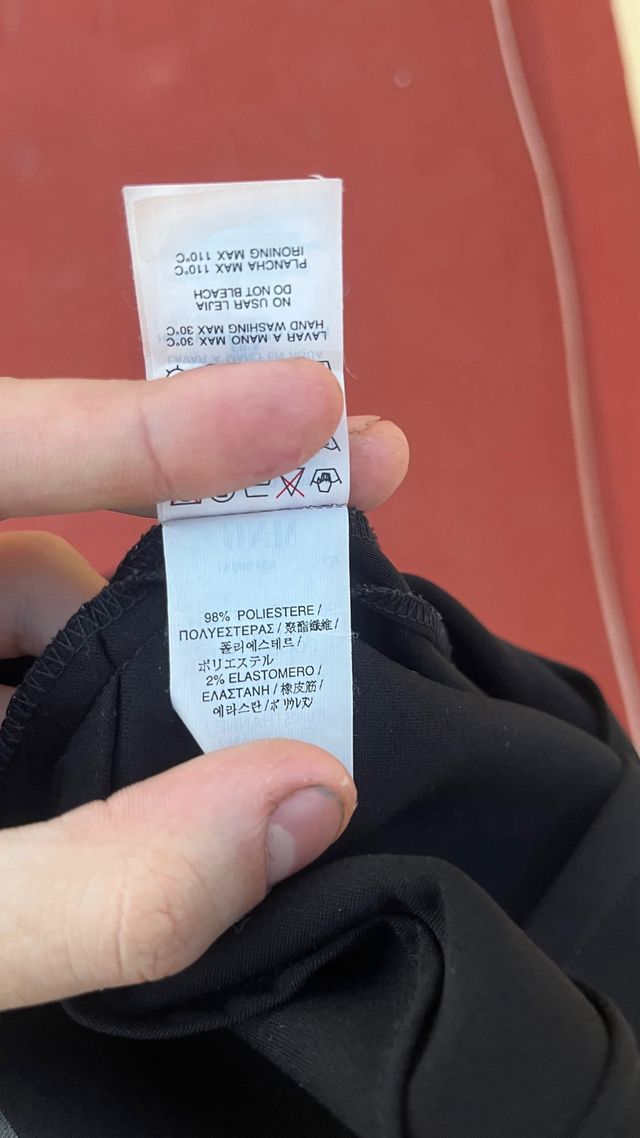 LAVAR A MANO MAX 30°C
HAND WASHING MAX 30°C
NO USAR LEJIA
DO NOT BLEACH
PLANCHA MAX 110°C
IRONING MAX 110°C
98% POLIESTERE /
ΠΟΛΥΕΣΤΕΡΑΣ / 聚酯纖維 /
폴리에스테르 /
ポリエステル
2% ELASTOMERO /
ΕΛΑΣΤΑΝΗ / 橡皮筋 /
에라스탄 / ポリウレタン